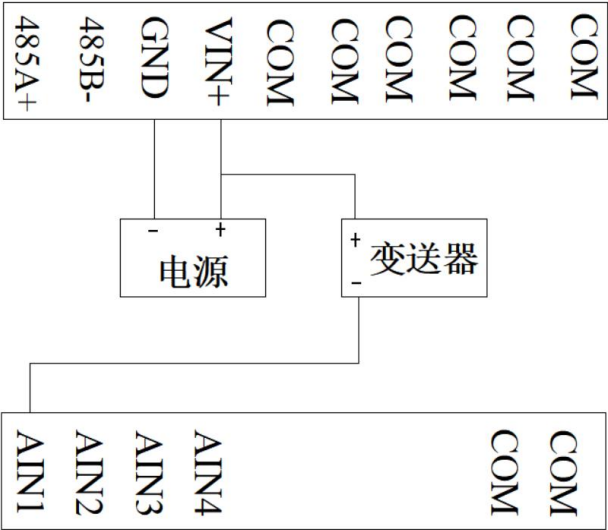 485A+ 485B- GND VIN+ COM COM COM COM COM COM
- +
电源
+
变送器
-
AIN1 AIN2 AIN3 AIN4 COM COM